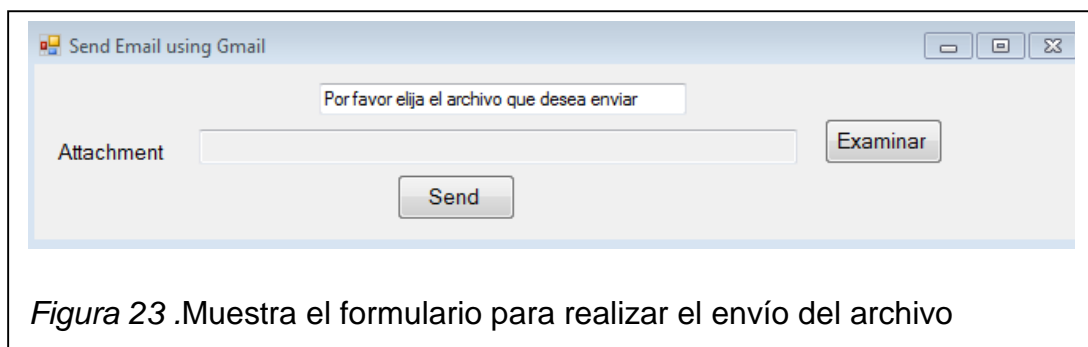 Send Email using Gmail
Por favor elija el archivo que desea enviar
Attachment
Examinar
Send
Figura 23 .Muestra el formulario para realizar el envío del archivo